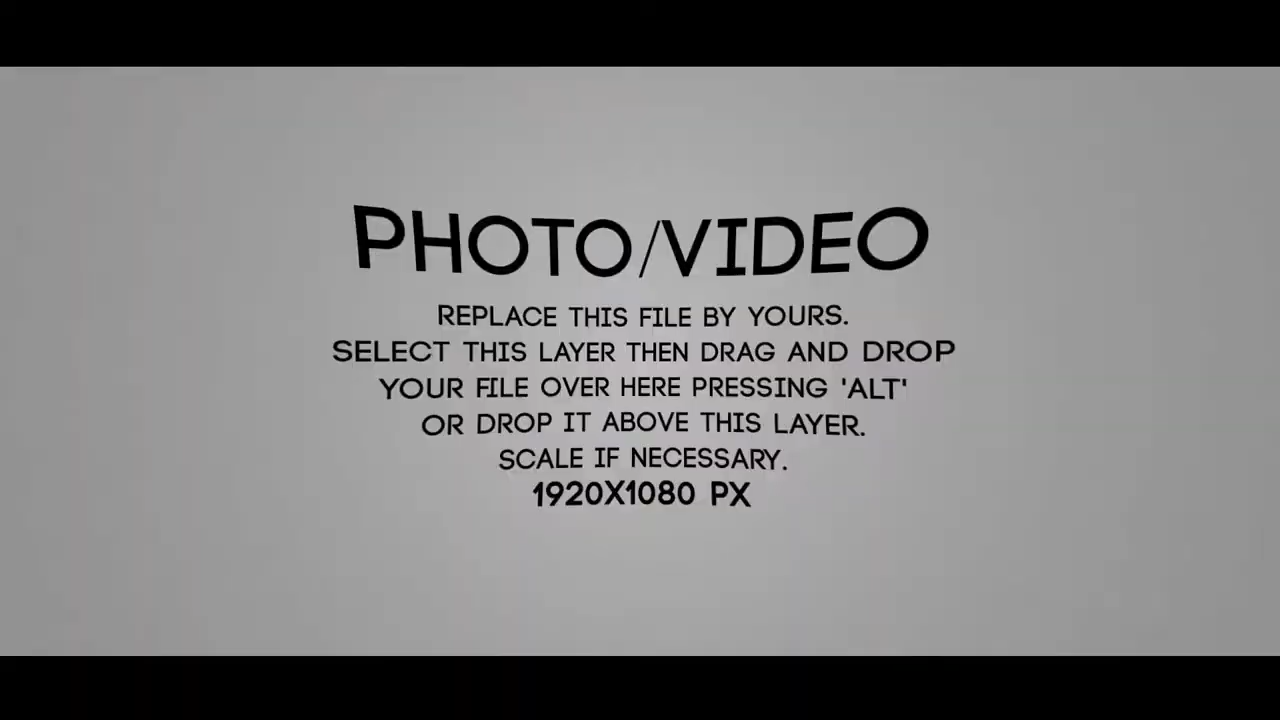 PHOTO/VIDEO
REPLACE THIS FILE BY YOURS.
SELECT THIS LAYER THEN DRAG AND DROP
YOUR FILE OVER HERE PRESSING 'ALT'
OR DROP IT ABOVE THIS LAYER.
SCALE IF NECESSARY.
1920X1080 PX